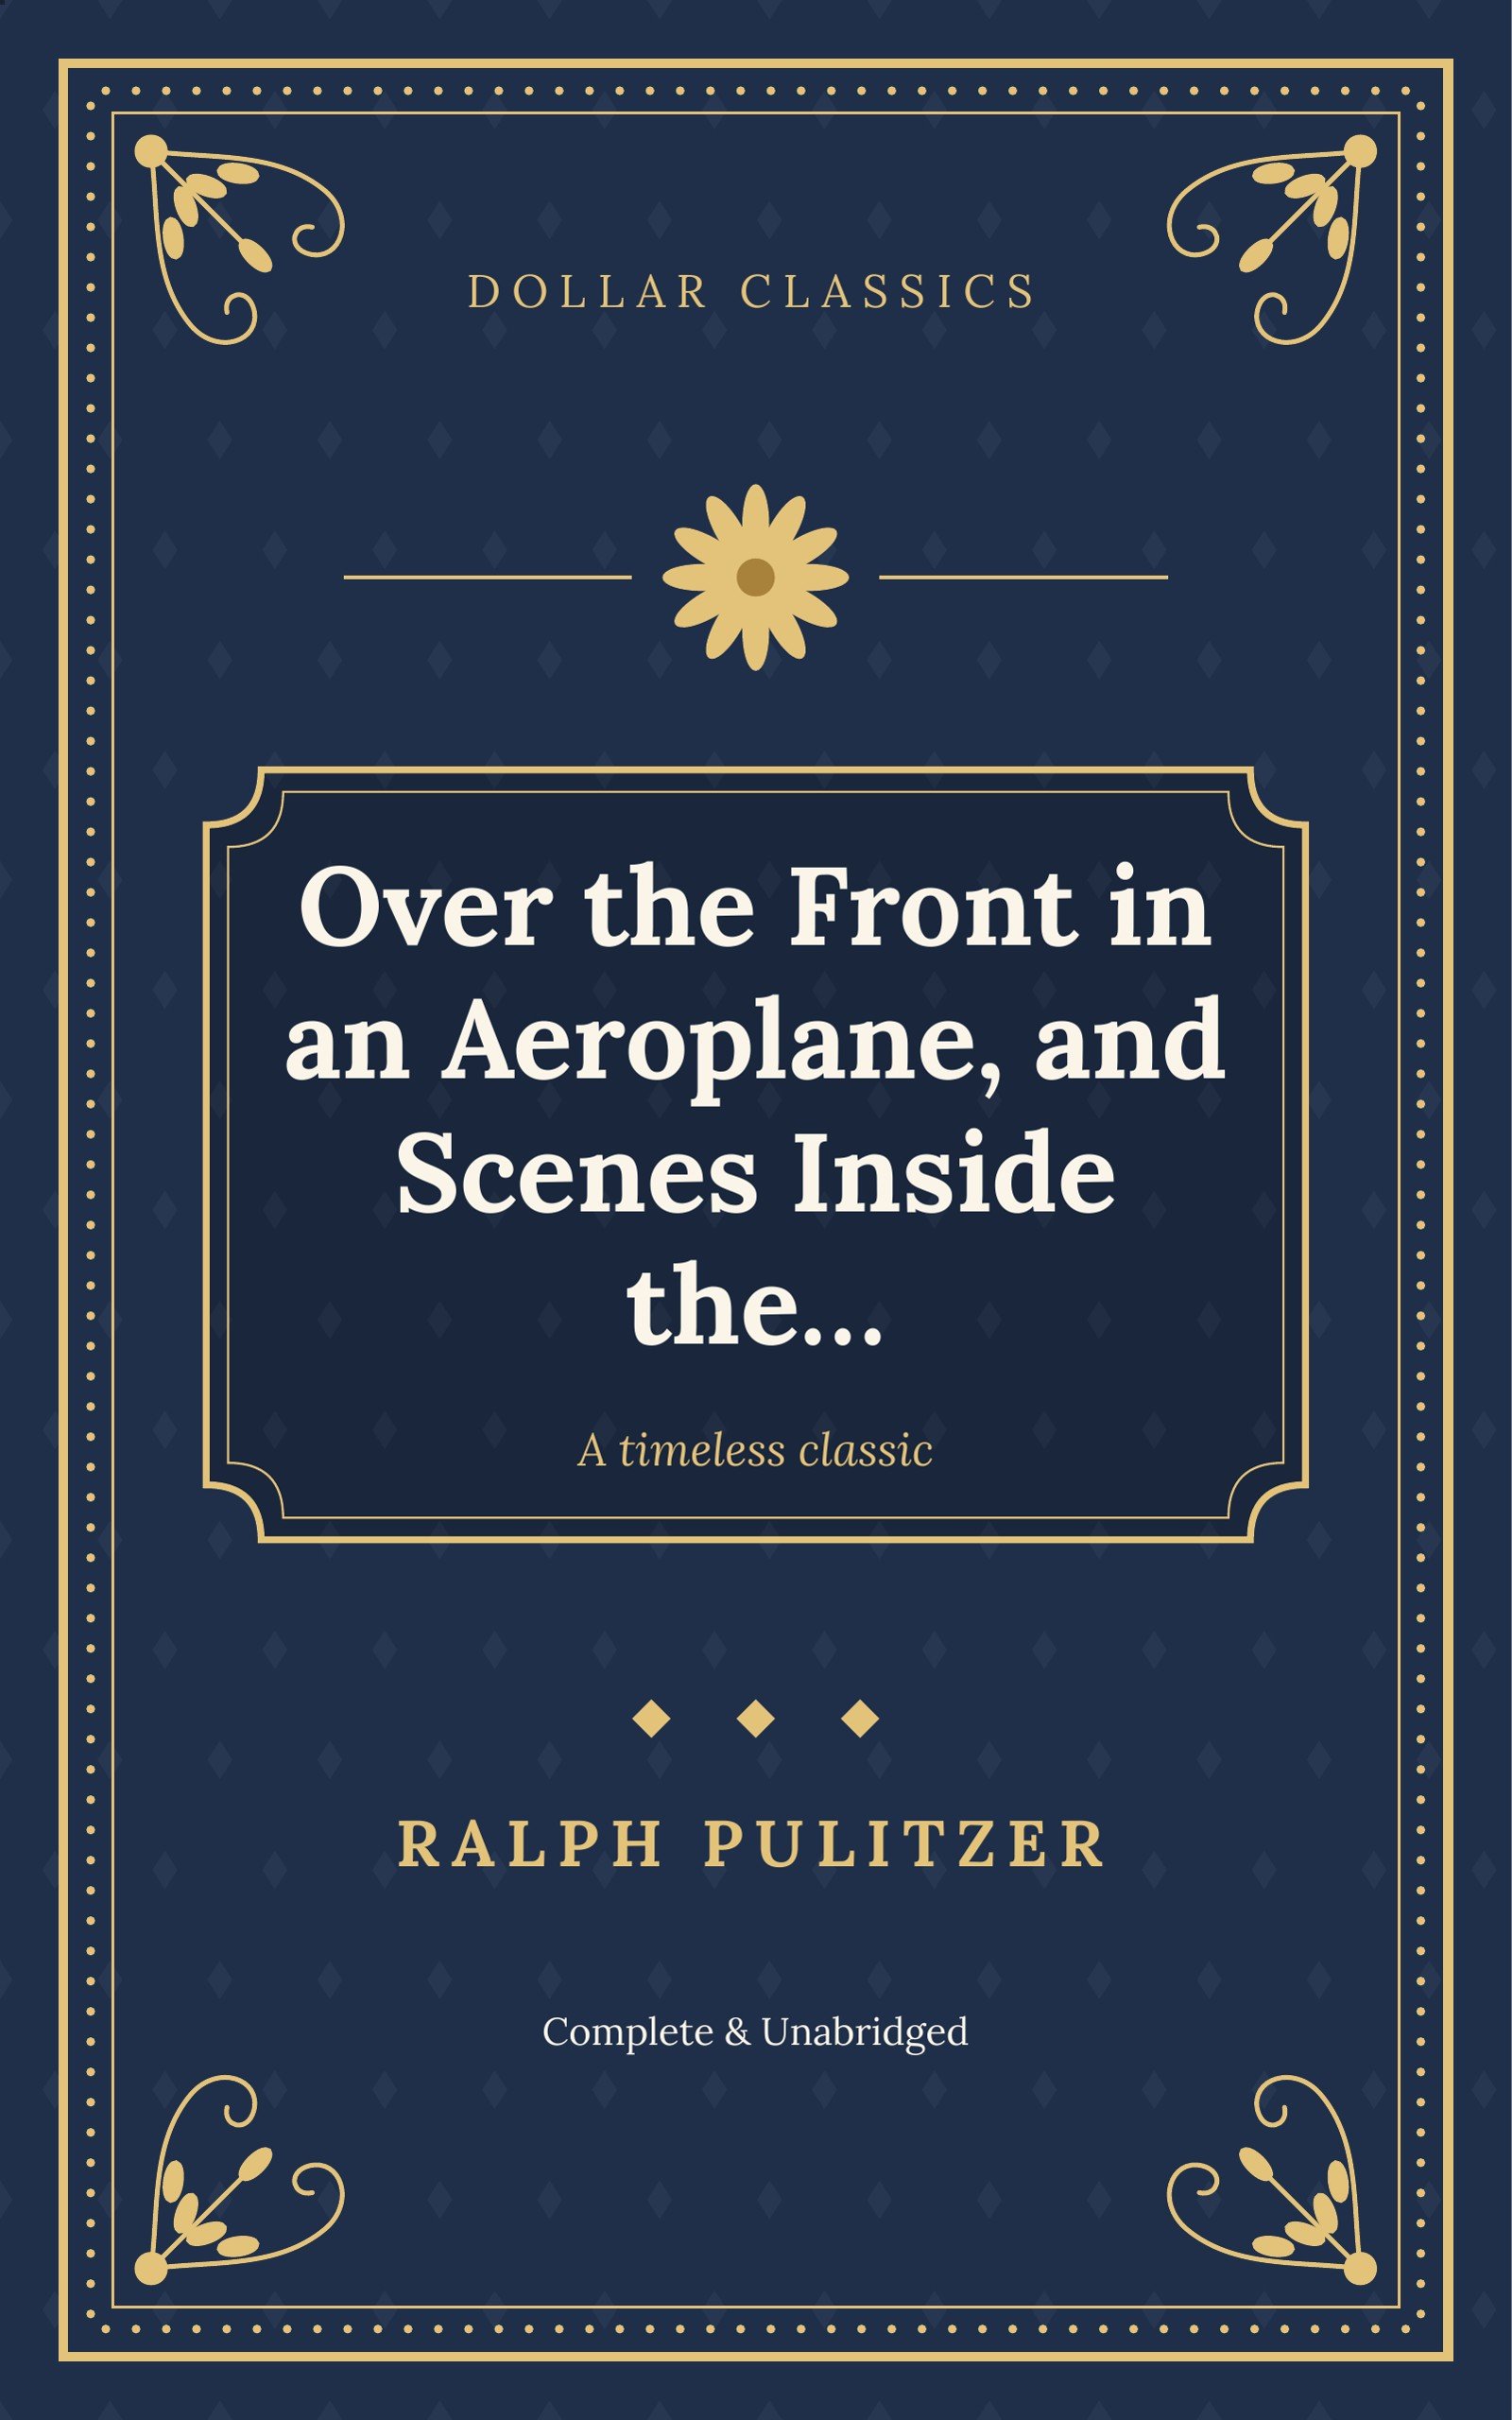 DOLLAR CLASSICS
Over the Front in
an Aeroplane, and
Scenes Inside
the...
A timeless classic
RALPH PULITZER
Complete & Unabridged